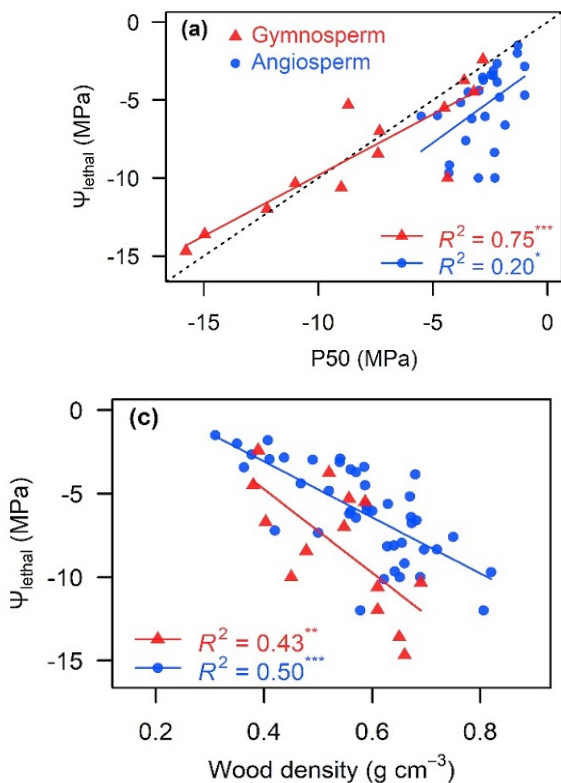 (a)
Gymnosperm
Angiosperm
0
-5
-10
-15
Ψlethal (MPa)
R² = 0.75***
R² = 0.20*
-15
-10
-5
0
P50 (MPa)
(c)
0
-5
-10
-15
Ψlethal (MPa)
R² = 0.43**
R² = 0.50***
0.2
0.4
0.6
0.8
Wood density (g cm⁻³)